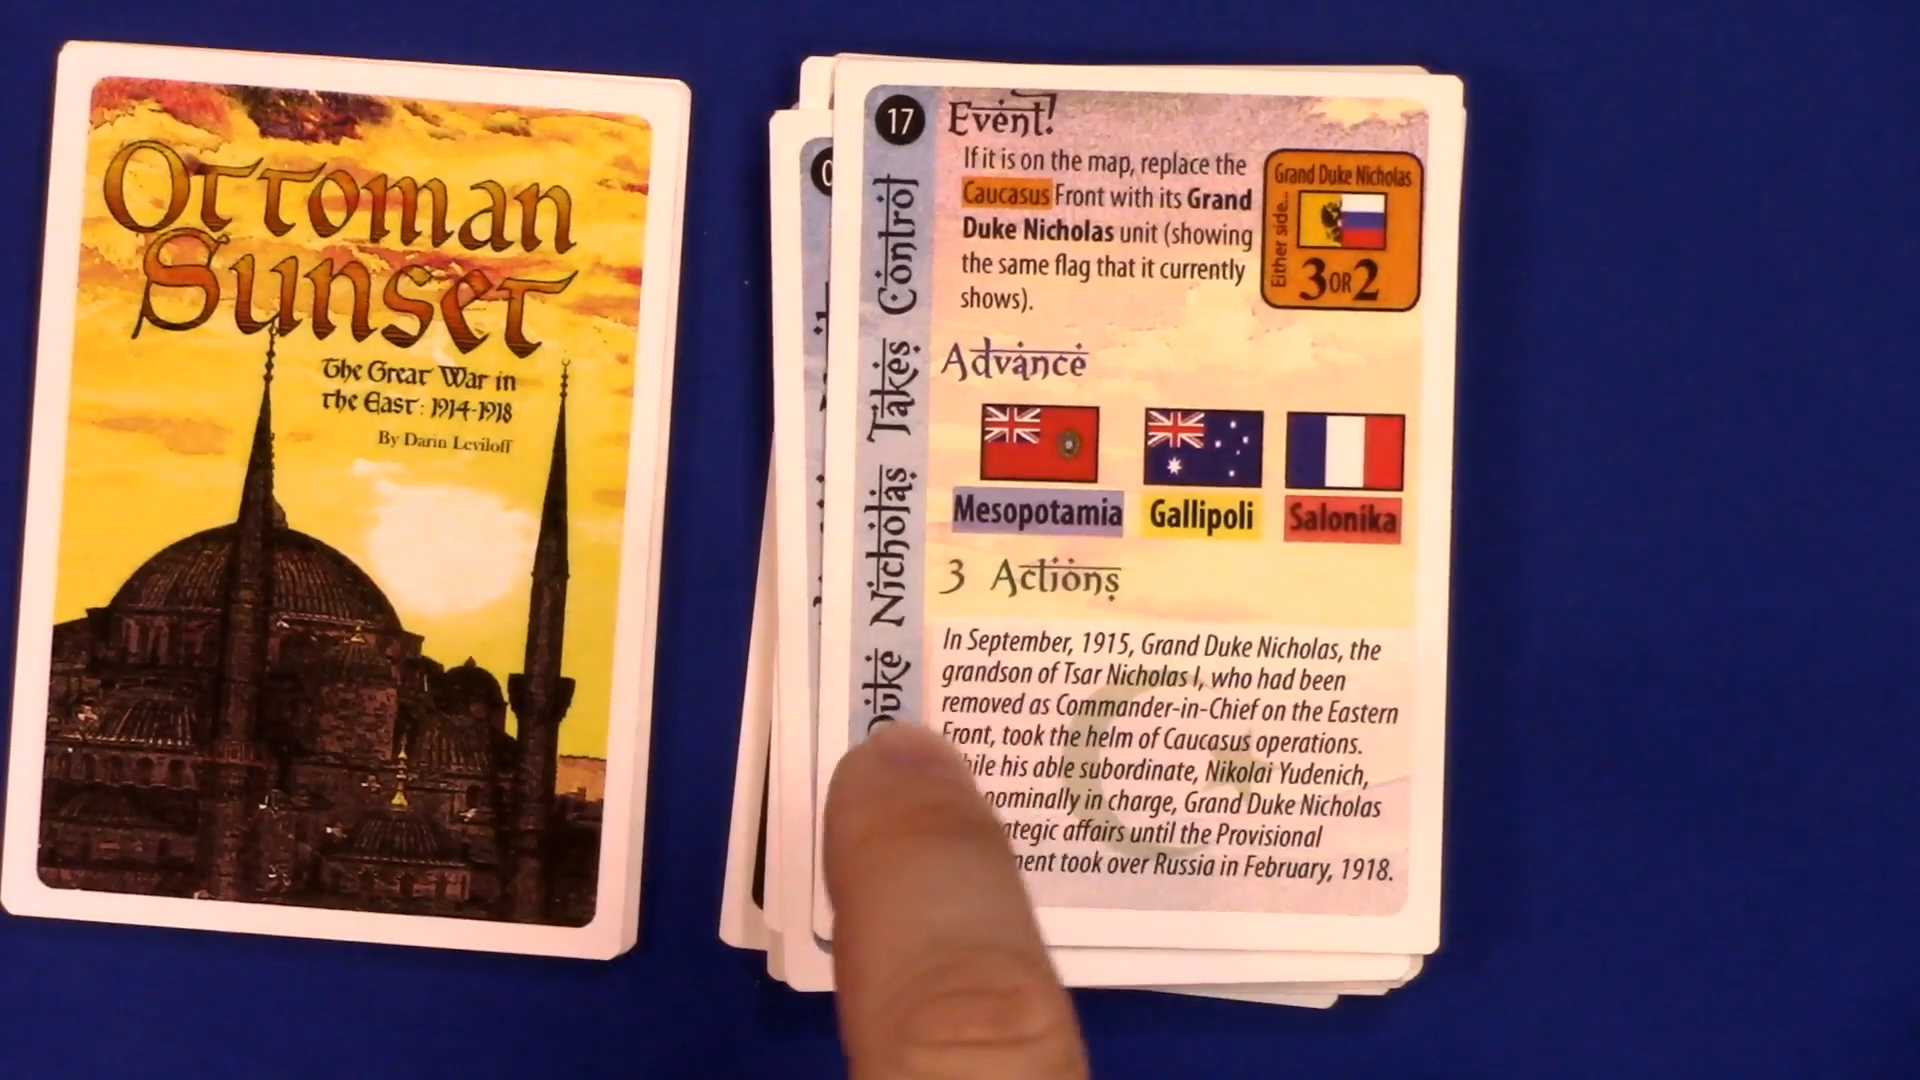 Ottoman
Sunset
The Great War in
the East: 1914-1918
By Darin Leviloff
17
Duke Nicholas Takes Control
Event!
If it is on the map, replace the
Caucasus Front with its Grand
Duke Nicholas unit (showing
the same flag that it currently
shows).
Grand Duke Nicholas
Either side...
3 OR 2
Advance
Mesopotamia Gallipoli Salonika
3 Actions
In September, 1915, Grand Duke Nicholas, the
grandson of Tsar Nicholas I, who had been
removed as Commander-in-Chief on the Eastern
Front, took the helm of Caucasus operations.
his able subordinate, Nikolai Yudenich,
nominally in charge, Grand Duke Nicholas
affairs until the Provisional
took over Russia in February, 1918.